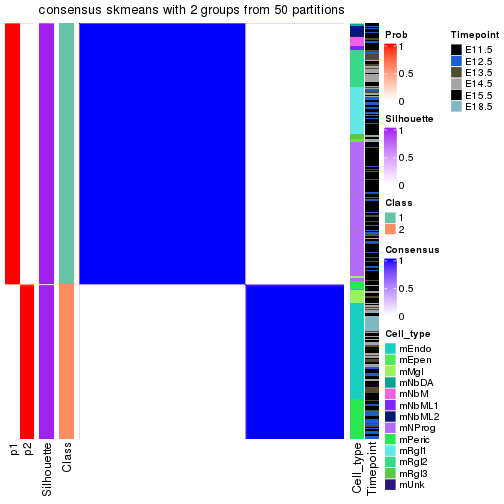 consensus skmeans with 2 groups from 50 partitions
p1
p2
Silhouette
Class
Cell_type
Timepoint
Prob
1
0.5
0
Silhouette
1
0.5
0
Class
1
2
Consensus
1
0.5
0
Cell_type
mEndo
mEpen
mMgl
mNbDA
mNbM
mNbML1
mNbML2
mNProg
mPeric
mRgl1
mRgl2
mRgl3
mUnk
Timepoint
E11.5
E12.5
E13.5
E14.5
E15.5
E18.5